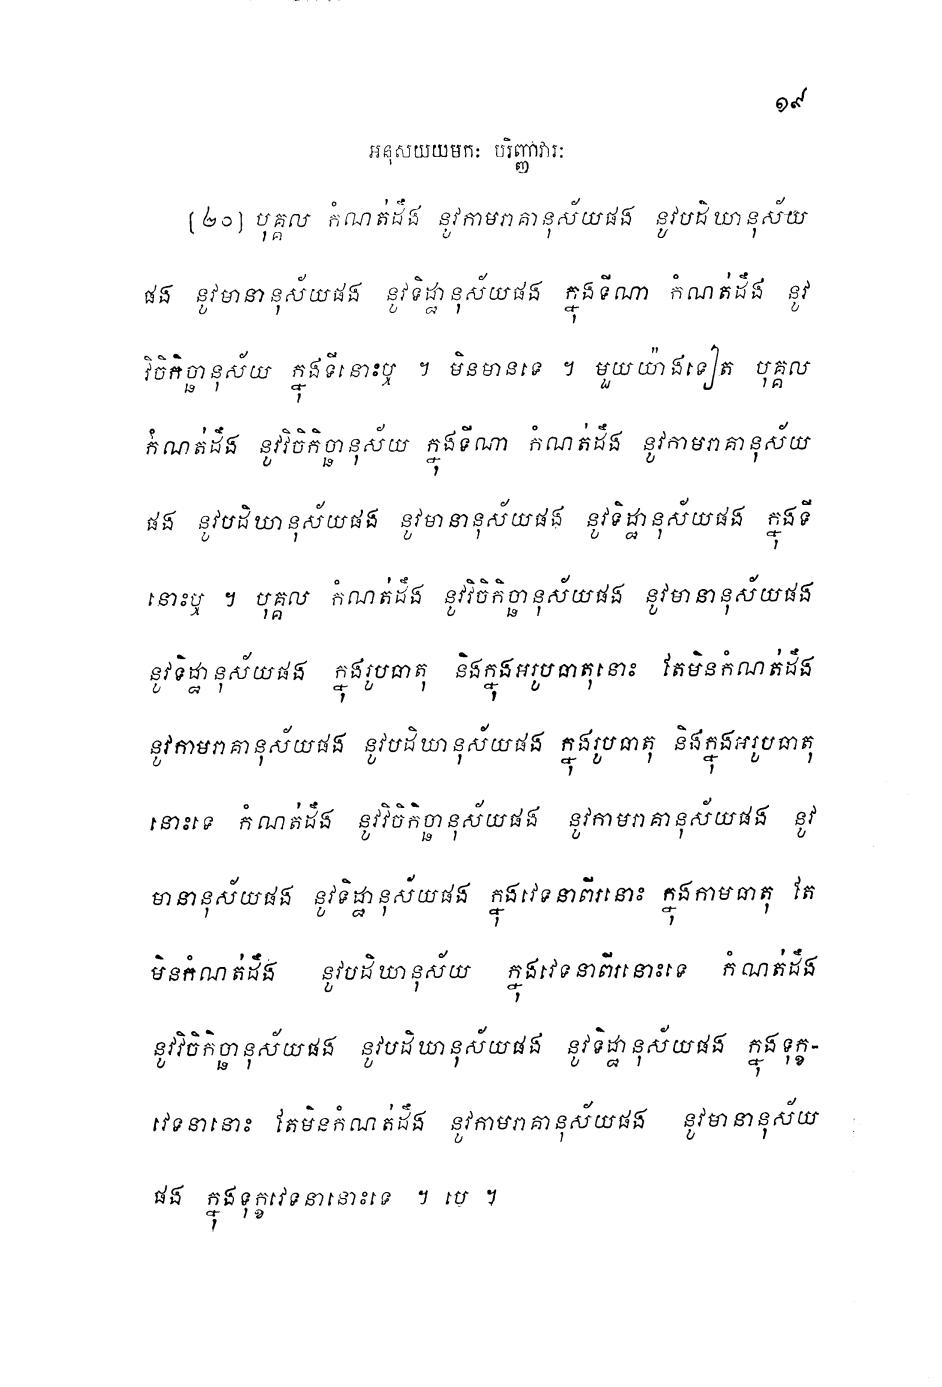 ១៩
អនុសយយមកៈ បរិញ្ញាវារៈ
(២០) បុគ្គល កំណត់ដឹង នូវកាមរាគានុស័យផង នូវបដិឃានុស័យ
ផង នូវមានានុស័យផង នូវទិដ្ឋានុស័យផង ក្នុងទីណា កំណត់ដឹង នូវ
វិចិកិច្ឆានុស័យ ក្នុងទីនោះឬ ។ មិនមានទេ ។ មួយយ៉ាងទៀត បុគ្គល
កំណត់ដឹង នូវវិចិកិច្ឆានុស័យ ក្នុងទីណា កំណត់ដឹង នូវកាមរាគានុស័យ
ផង នូវបដិឃានុស័យផង នូវមានានុស័យផង នូវទិដ្ឋានុស័យផង ក្នុងទី
នោះឬ ។ បុគ្គល កំណត់ដឹង នូវវិចិកិច្ឆានុស័យផង នូវមានានុស័យផង
នូវទិដ្ឋានុស័យផង ក្នុងរូបធាតុ និងក្នុងអរូបធាតុនោះ តែមិនកំណត់ដឹង
នូវកាមរាគានុស័យផង នូវបដិឃានុស័យផង ក្នុងរូបធាតុ និងក្នុងអរូបធាតុ
នោះទេ កំណត់ដឹង នូវវិចិកិច្ឆានុស័យផង នូវកាមរាគានុស័យផង នូវ
មានានុស័យផង នូវទិដ្ឋានុស័យផង ក្នុងវេទនាពីរនោះ ក្នុងកាមធាតុ តែ
មិនកំណត់ដឹង នូវបដិឃានុស័យ ក្នុងវេទនាពីរនោះទេ កំណត់ដឹង
នូវវិចិកិច្ឆានុស័យផង នូវបដិឃានុស័យផង នូវទិដ្ឋានុស័យផង ក្នុងទុក្ខ-
វេទនានោះ តែមិនកំណត់ដឹង នូវកាមរាគានុស័យផង នូវមានានុស័យ
ផង ក្នុងទុក្ខវេទនានោះទេ ។ បេ ។